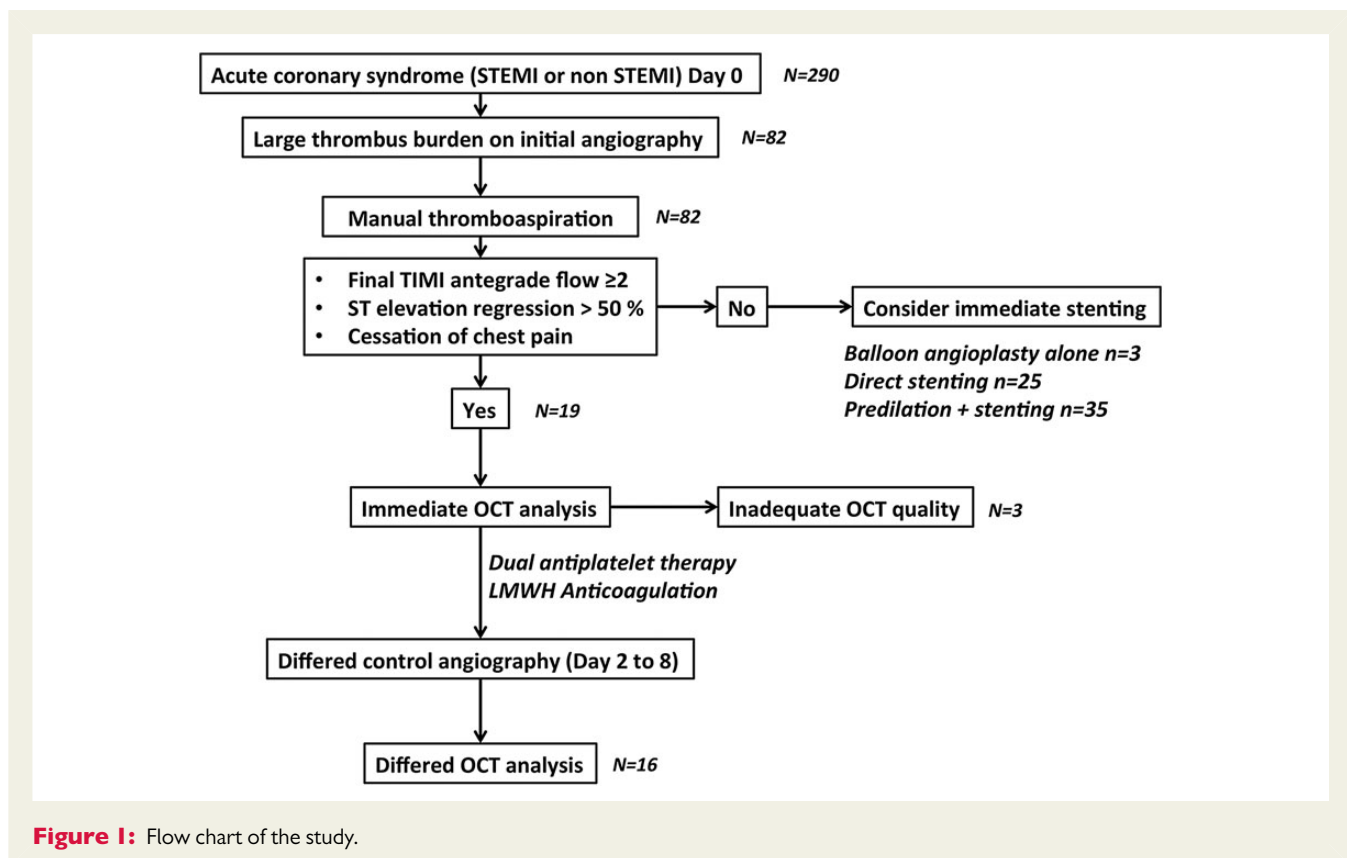 Acute coronary syndrome (STEMI or non STEMI) Day 0 N=290
Large thrombus burden on initial angiography N=82
Manual thromboaspiration N=82
• Final TIMI antegrade flow ≥2
• ST elevation regression > 50 %
• Cessation of chest pain
No
Consider immediate stenting
Balloon angioplasty alone n=3
Direct stenting n=25
Predilation + stenting n=35
Yes N=19
Immediate OCT analysis
Inadequate OCT quality N=3
Dual antiplatelet therapy
LMWH Anticoagulation
Differed control angiography (Day 2 to 8)
Differed OCT analysis N=16
Figure 1: Flow chart of the study.